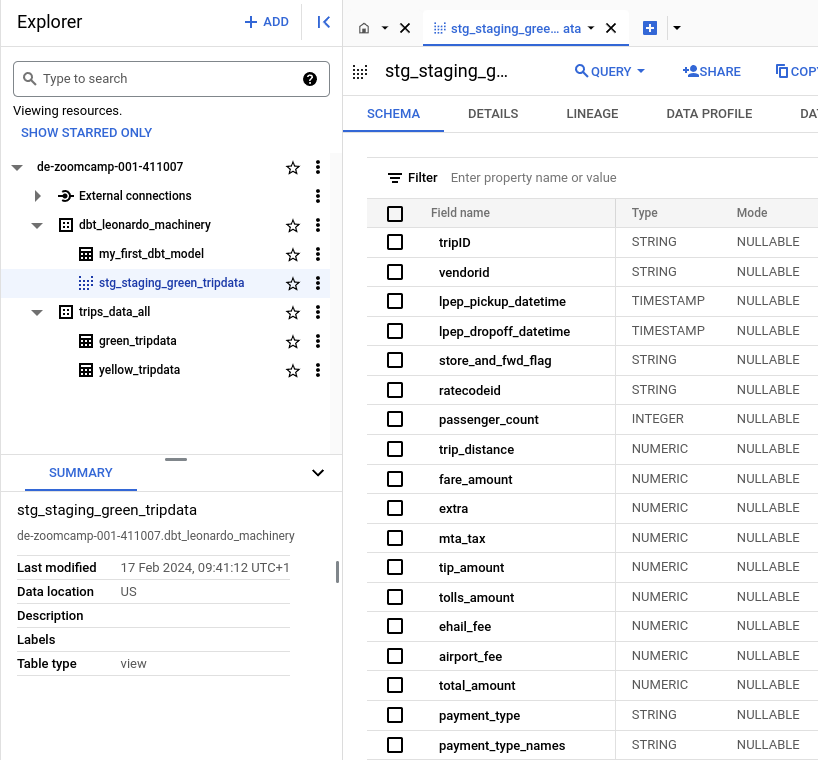 Explorer
+ ADD
Type to search
Viewing resources.
SHOW STARRED ONLY
de-zoomcamp-001-411007
External connections
dbt_leonardo_machinery
my_first_dbt_model
stg_staging_green_tripdata
trips_data_all
green_tripdata
yellow_tripdata
SUMMARY
stg_staging_green_tripdata
de-zoomcamp-001-411007.dbt_leonardo_machinery
Last modified 17 Feb 2024, 09:41:12 UTC+1
Data location US
Description
Labels
Table type view
stg_staging_gree... ata
stg_staging_g...
QUERY
SHARE
COPY
SCHEMA DETAILS LINEAGE DATA PROFILE DA
Filter Enter property name or value
Field name Type Mode
tripID STRING NULLABLE
vendorid STRING NULLABLE
lpep_pickup_datetime TIMESTAMP NULLABLE
lpep_dropoff_datetime TIMESTAMP NULLABLE
store_and_fwd_flag STRING NULLABLE
ratecodeid STRING NULLABLE
passenger_count INTEGER NULLABLE
trip_distance NUMERIC NULLABLE
fare_amount NUMERIC NULLABLE
extra NUMERIC NULLABLE
mta_tax NUMERIC NULLABLE
tip_amount NUMERIC NULLABLE
tolls_amount NUMERIC NULLABLE
ehail_fee NUMERIC NULLABLE
airport_fee NUMERIC NULLABLE
total_amount NUMERIC NULLABLE
payment_type STRING NULLABLE
payment_type_names STRING NULLABLE